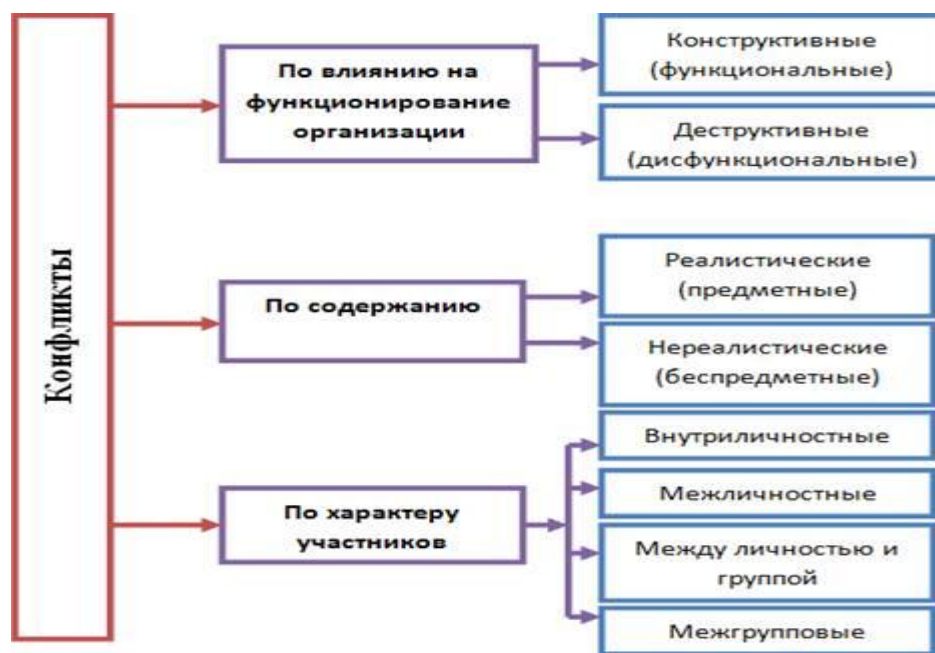 Конфликты
По влиянию на
функционирование
организации
Конструктивные
(функциональные)
Деструктивные
(дисфункциональные)
По содержанию
Реалистические
(предметные)
Нереалистические
(беспредметные)
По характеру
участников
Внутриличностные
Межличностные
Между личностью и
группой
Межгрупповые